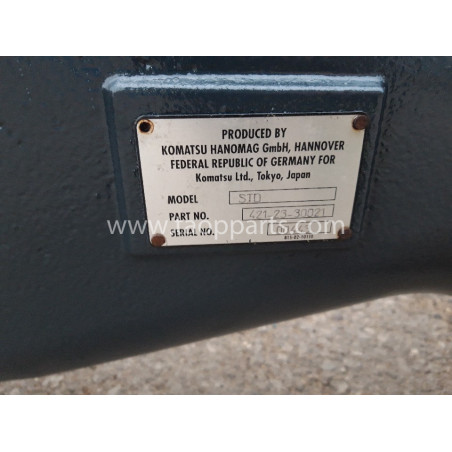 PRODUCED BY
KOMATSU HANOMAG GmbH, HANNOVER
FEDERAL REPUBLIC OF GERMANY FOR
Komatsu Ltd., Tokyo, Japan
MODEL STD
PART NO. 421-23-30021
SERIAL NO.